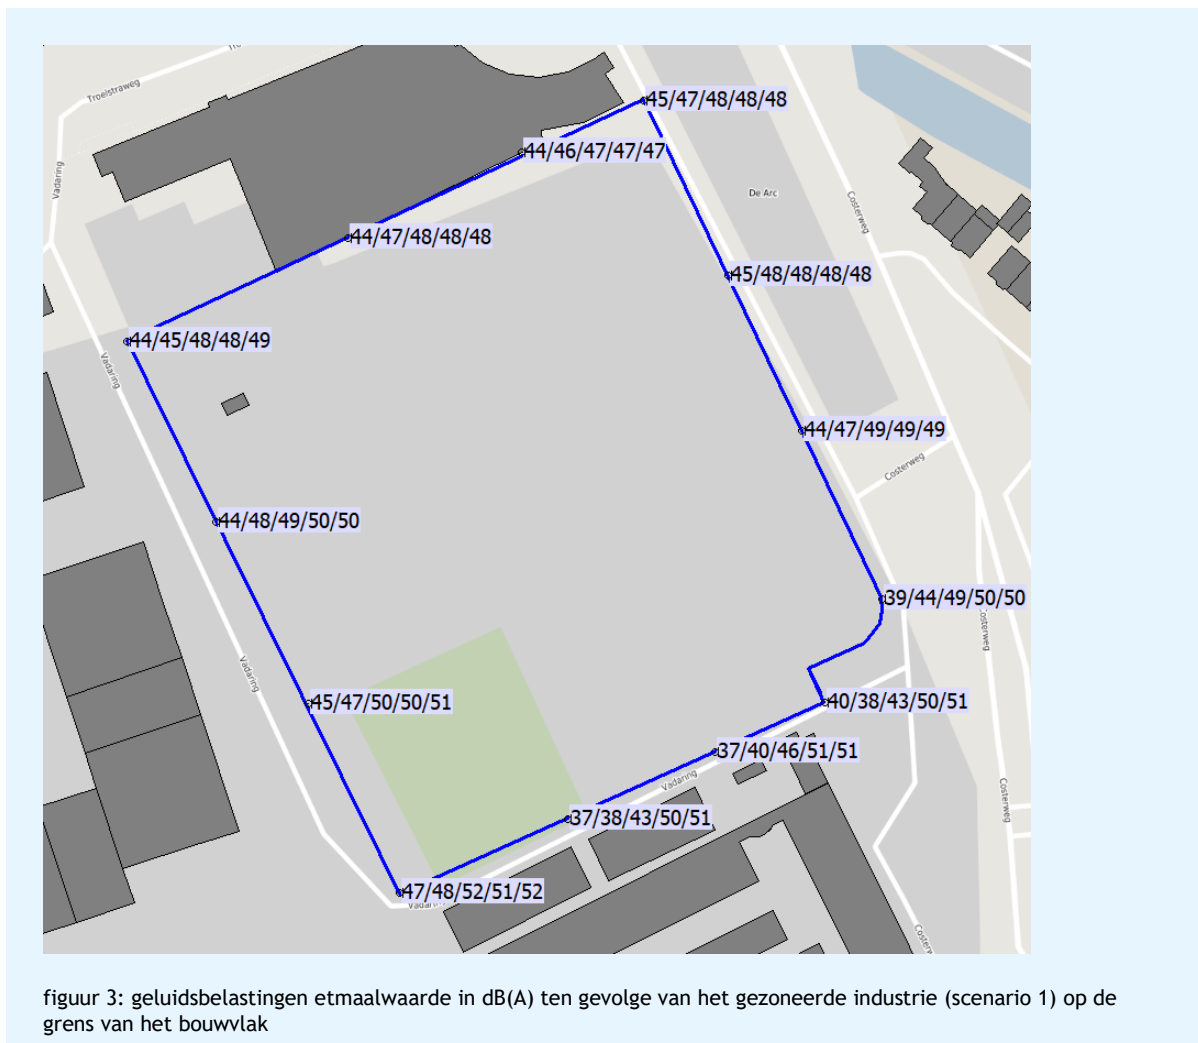 Troelstraweg
Vadaring
45/47/48/48/48
44/46/47/47/47
De Arc
Costerweg
44/47/48/48/48
45/48/48/48/48
44/45/48/48/49
Vadaring
44/47/49/49/49
Costerweg
44/48/49/50/50
39/44/49/50/50
Costerweg
Vadaring
45/47/50/50/51
40/38/43/50/51
37/40/46/51/51
Vadaring
Costerweg
37/38/43/50/51
47/48/52/51/52
figuur 3: geluidsbelastingen etmaalwaarde in dB(A) ten gevolge van het gezoneerde industrie (scenario 1) op de
grens van het bouwvlak